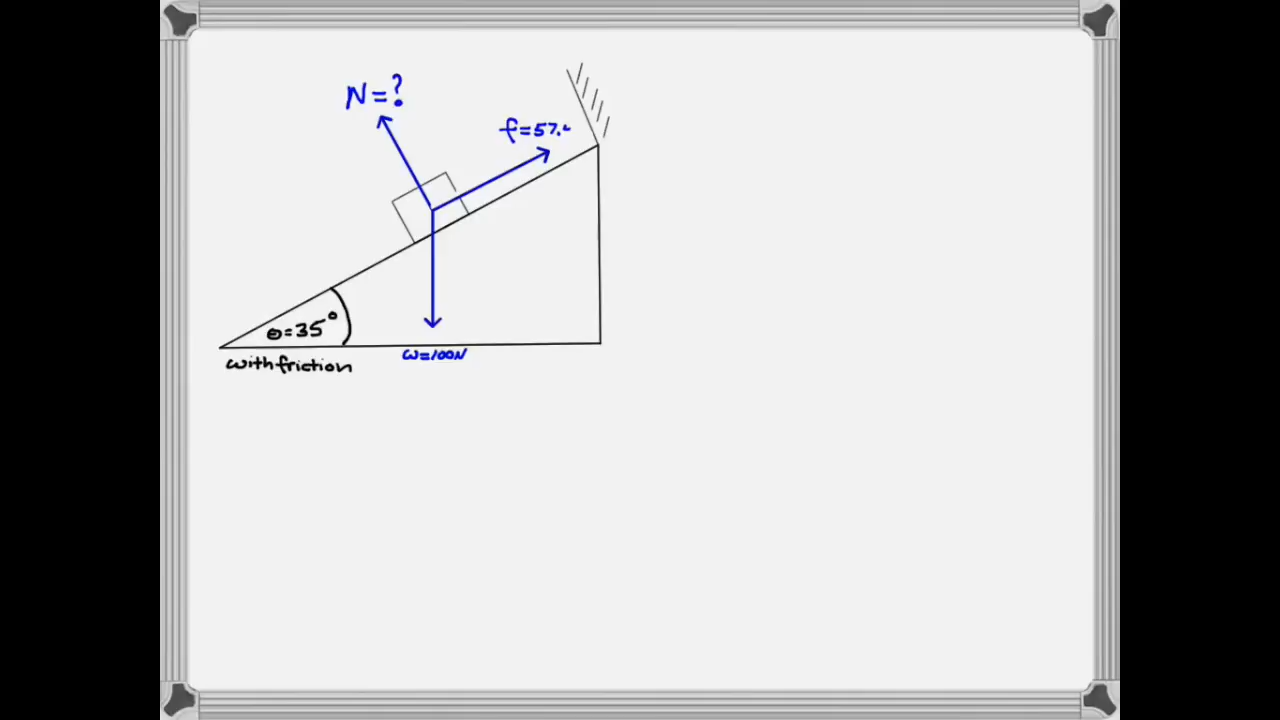 N=?
f=57.
θ=35°
with friction
ω=100N